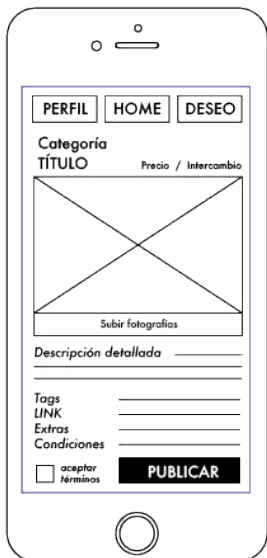 PERFIL HOME DESEO
Categoría
TÍTULO Precio / Intercambio
Subir fotografías
Descripción detallada
Tags
LINK
Extras
Condiciones
aceptar
términos
PUBLICAR